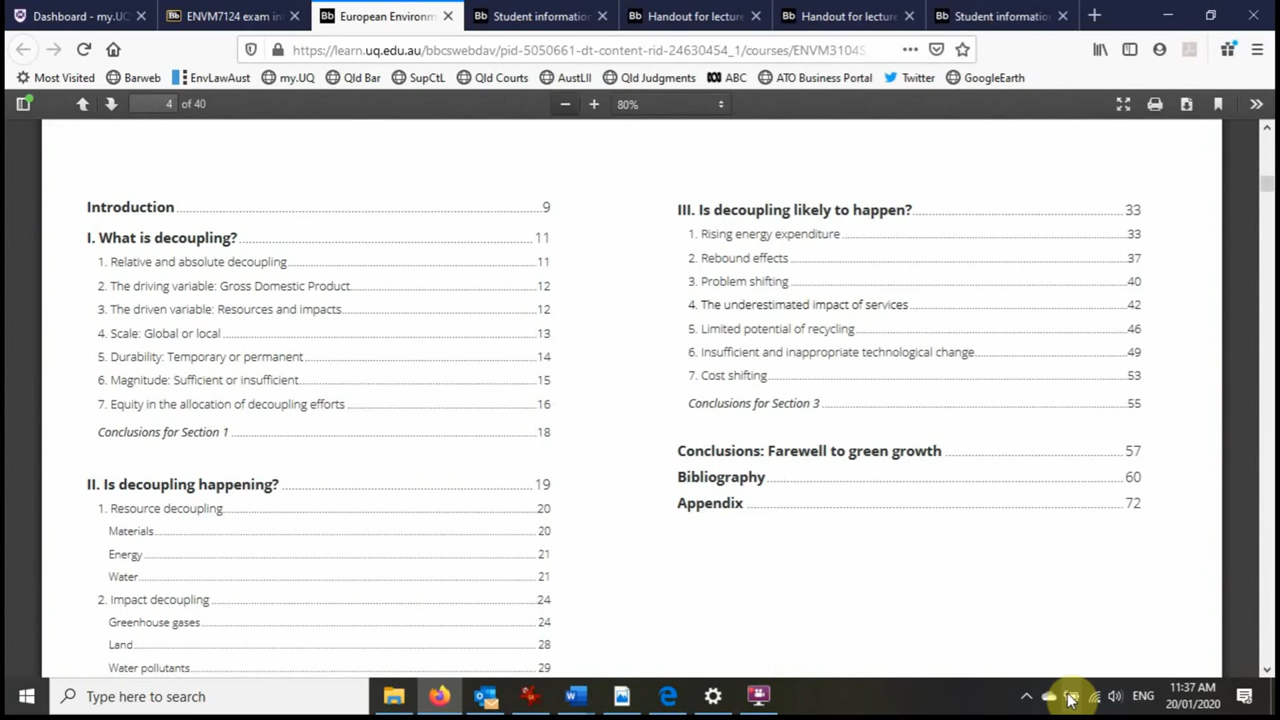 Dashboard - my.UC
ENVM7124 exam in
European Environm
Student informatio
Handout for lecture
Handout for lecture
Student informatio
https://learn.uq.edu.au/bbcswebdav/pid-5050661-dt-content-rid-24630454_1/courses/ENVM3104S
Most Visited
Barweb
EnvLawAust
my.UQ
Qld Bar
SupCtL
Qld Courts
AustLII
Qld Judgments
ABC
ATO Business Portal
Twitter
GoogleEarth
4 of 40
80%
Introduction 9
I. What is decoupling? 11
1. Relative and absolute decoupling 11
2. The driving variable: Gross Domestic Product 12
3. The driven variable: Resources and impacts 12
4. Scale: Global or local 13
5. Durability: Temporary or permanent 14
6. Magnitude: Sufficient or insufficient 15
7. Equity in the allocation of decoupling efforts 16
Conclusions for Section 1 18
II. Is decoupling happening? 19
1. Resource decoupling 20
Materials 20
Energy 21
Water 21
2. Impact decoupling 24
Greenhouse gases 24
Land 28
Water pollutants 29
III. Is decoupling likely to happen? 33
1. Rising energy expenditure 33
2. Rebound effects 37
3. Problem shifting 40
4. The underestimated impact of services 42
5. Limited potential of recycling 46
6. Insufficient and inappropriate technological change 49
7. Cost shifting 53
Conclusions for Section 3 55
Conclusions: Farewell to green growth 57
Bibliography 60
Appendix 72
Type here to search
ENG
11:37 AM
20/01/2020